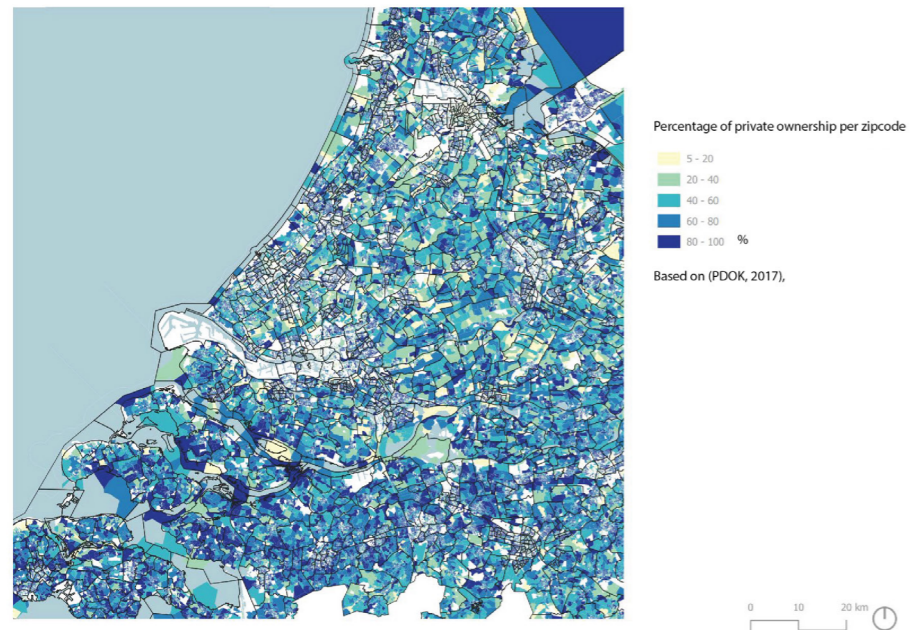 Percentage of private ownership per zipcode
5 - 20
20 - 40
40 - 60
60 - 80
80 - 100 %
Based on (PDOK, 2017),
0 10 20 km